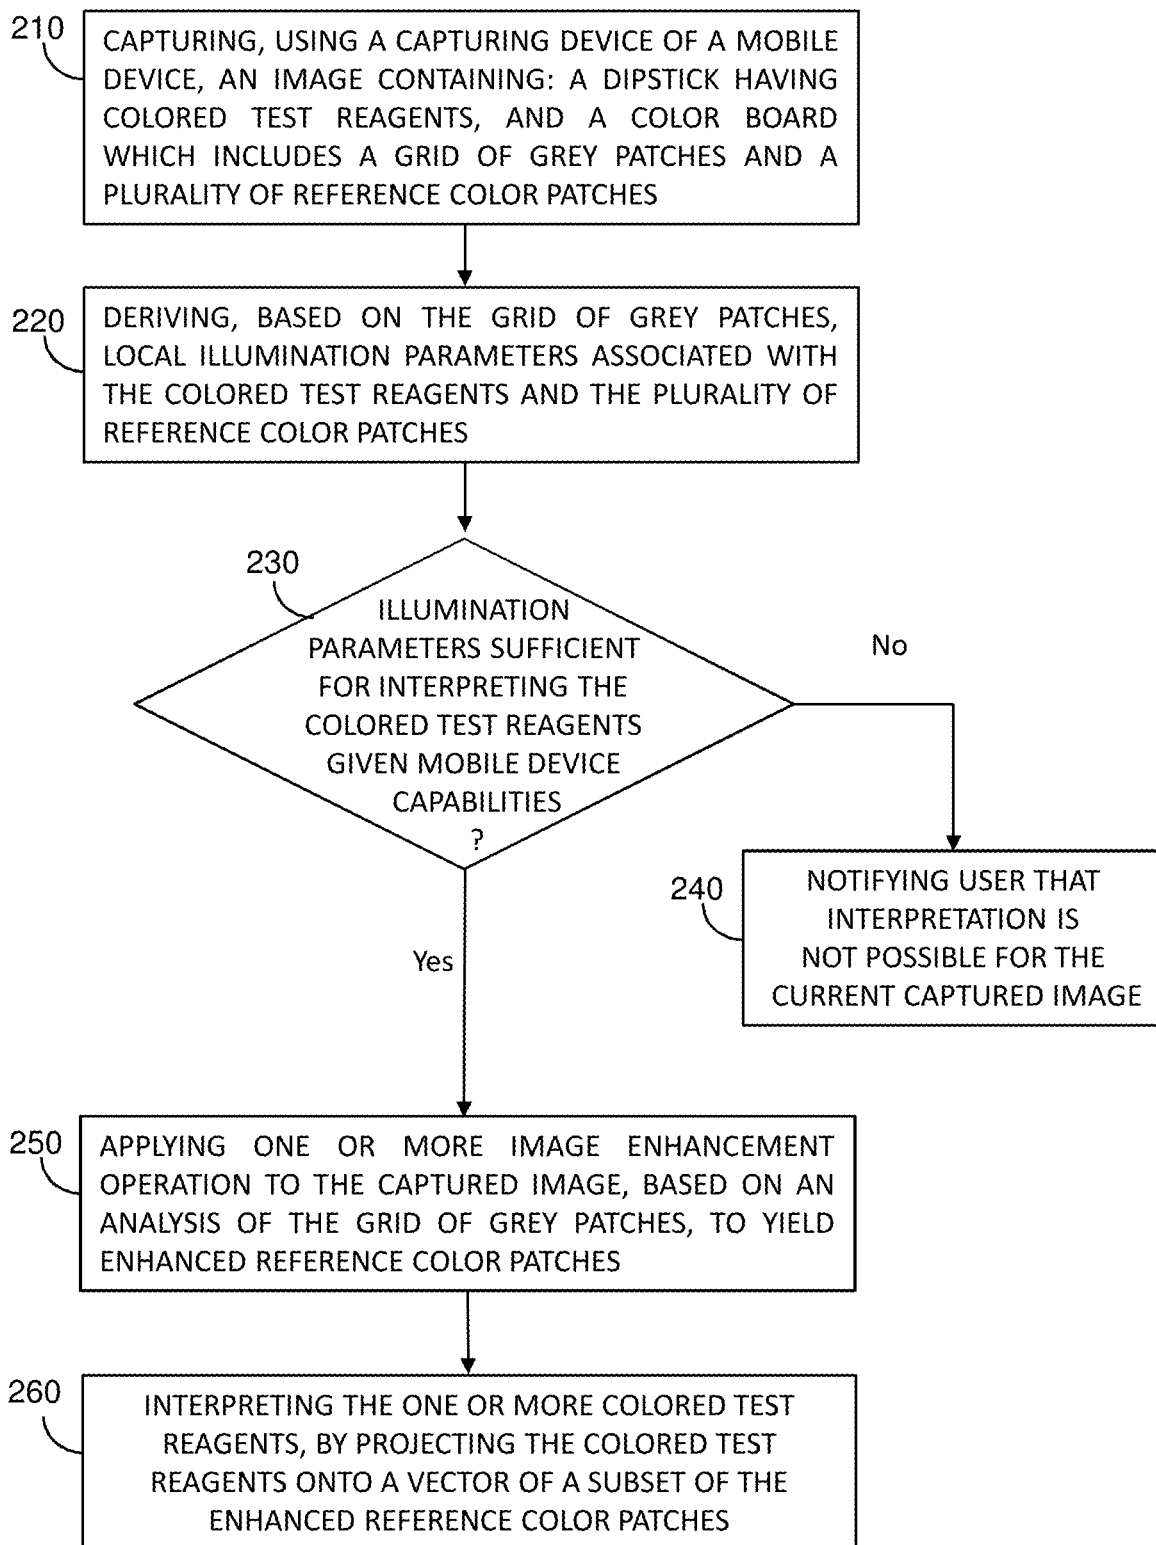 210
CAPTURING, USING A CAPTURING DEVICE OF A MOBILE
DEVICE, AN IMAGE CONTAINING: A DIPSTICK HAVING
COLORED TEST REAGENTS, AND A COLOR BOARD
WHICH INCLUDES A GRID OF GREY PATCHES AND A
PLURALITY OF REFERENCE COLOR PATCHES
220
DERIVING, BASED ON THE GRID OF GREY PATCHES,
LOCAL ILLUMINATION PARAMETERS ASSOCIATED WITH
THE COLORED TEST REAGENTS AND THE PLURALITY OF
REFERENCE COLOR PATCHES
230
ILLUMINATION
PARAMETERS SUFFICIENT
FOR INTERPRETING THE
COLORED TEST REAGENTS
GIVEN MOBILE DEVICE
CAPABILITIES
?
No
240
NOTIFYING USER THAT
INTERPRETATION IS
NOT POSSIBLE FOR THE
CURRENT CAPTURED IMAGE
Yes
250
APPLYING ONE OR MORE IMAGE ENHANCEMENT
OPERATION TO THE CAPTURED IMAGE, BASED ON AN
ANALYSIS OF THE GRID OF GREY PATCHES, TO YIELD
ENHANCED REFERENCE COLOR PATCHES
260
INTERPRETING THE ONE OR MORE COLORED TEST
REAGENTS, BY PROJECTING THE COLORED TEST
REAGENTS ONTO A VECTOR OF A SUBSET OF THE
ENHANCED REFERENCE COLOR PATCHES